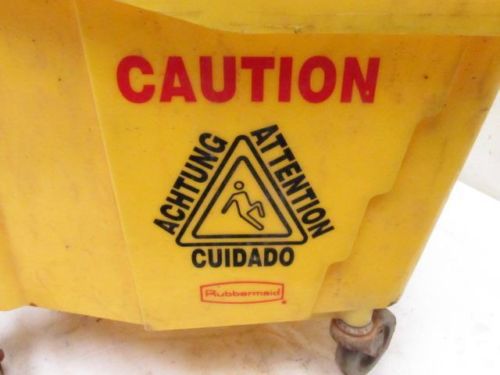 CAUTION
ACHTUNG
ATTENTION
CUIDADO
Rubbermaid